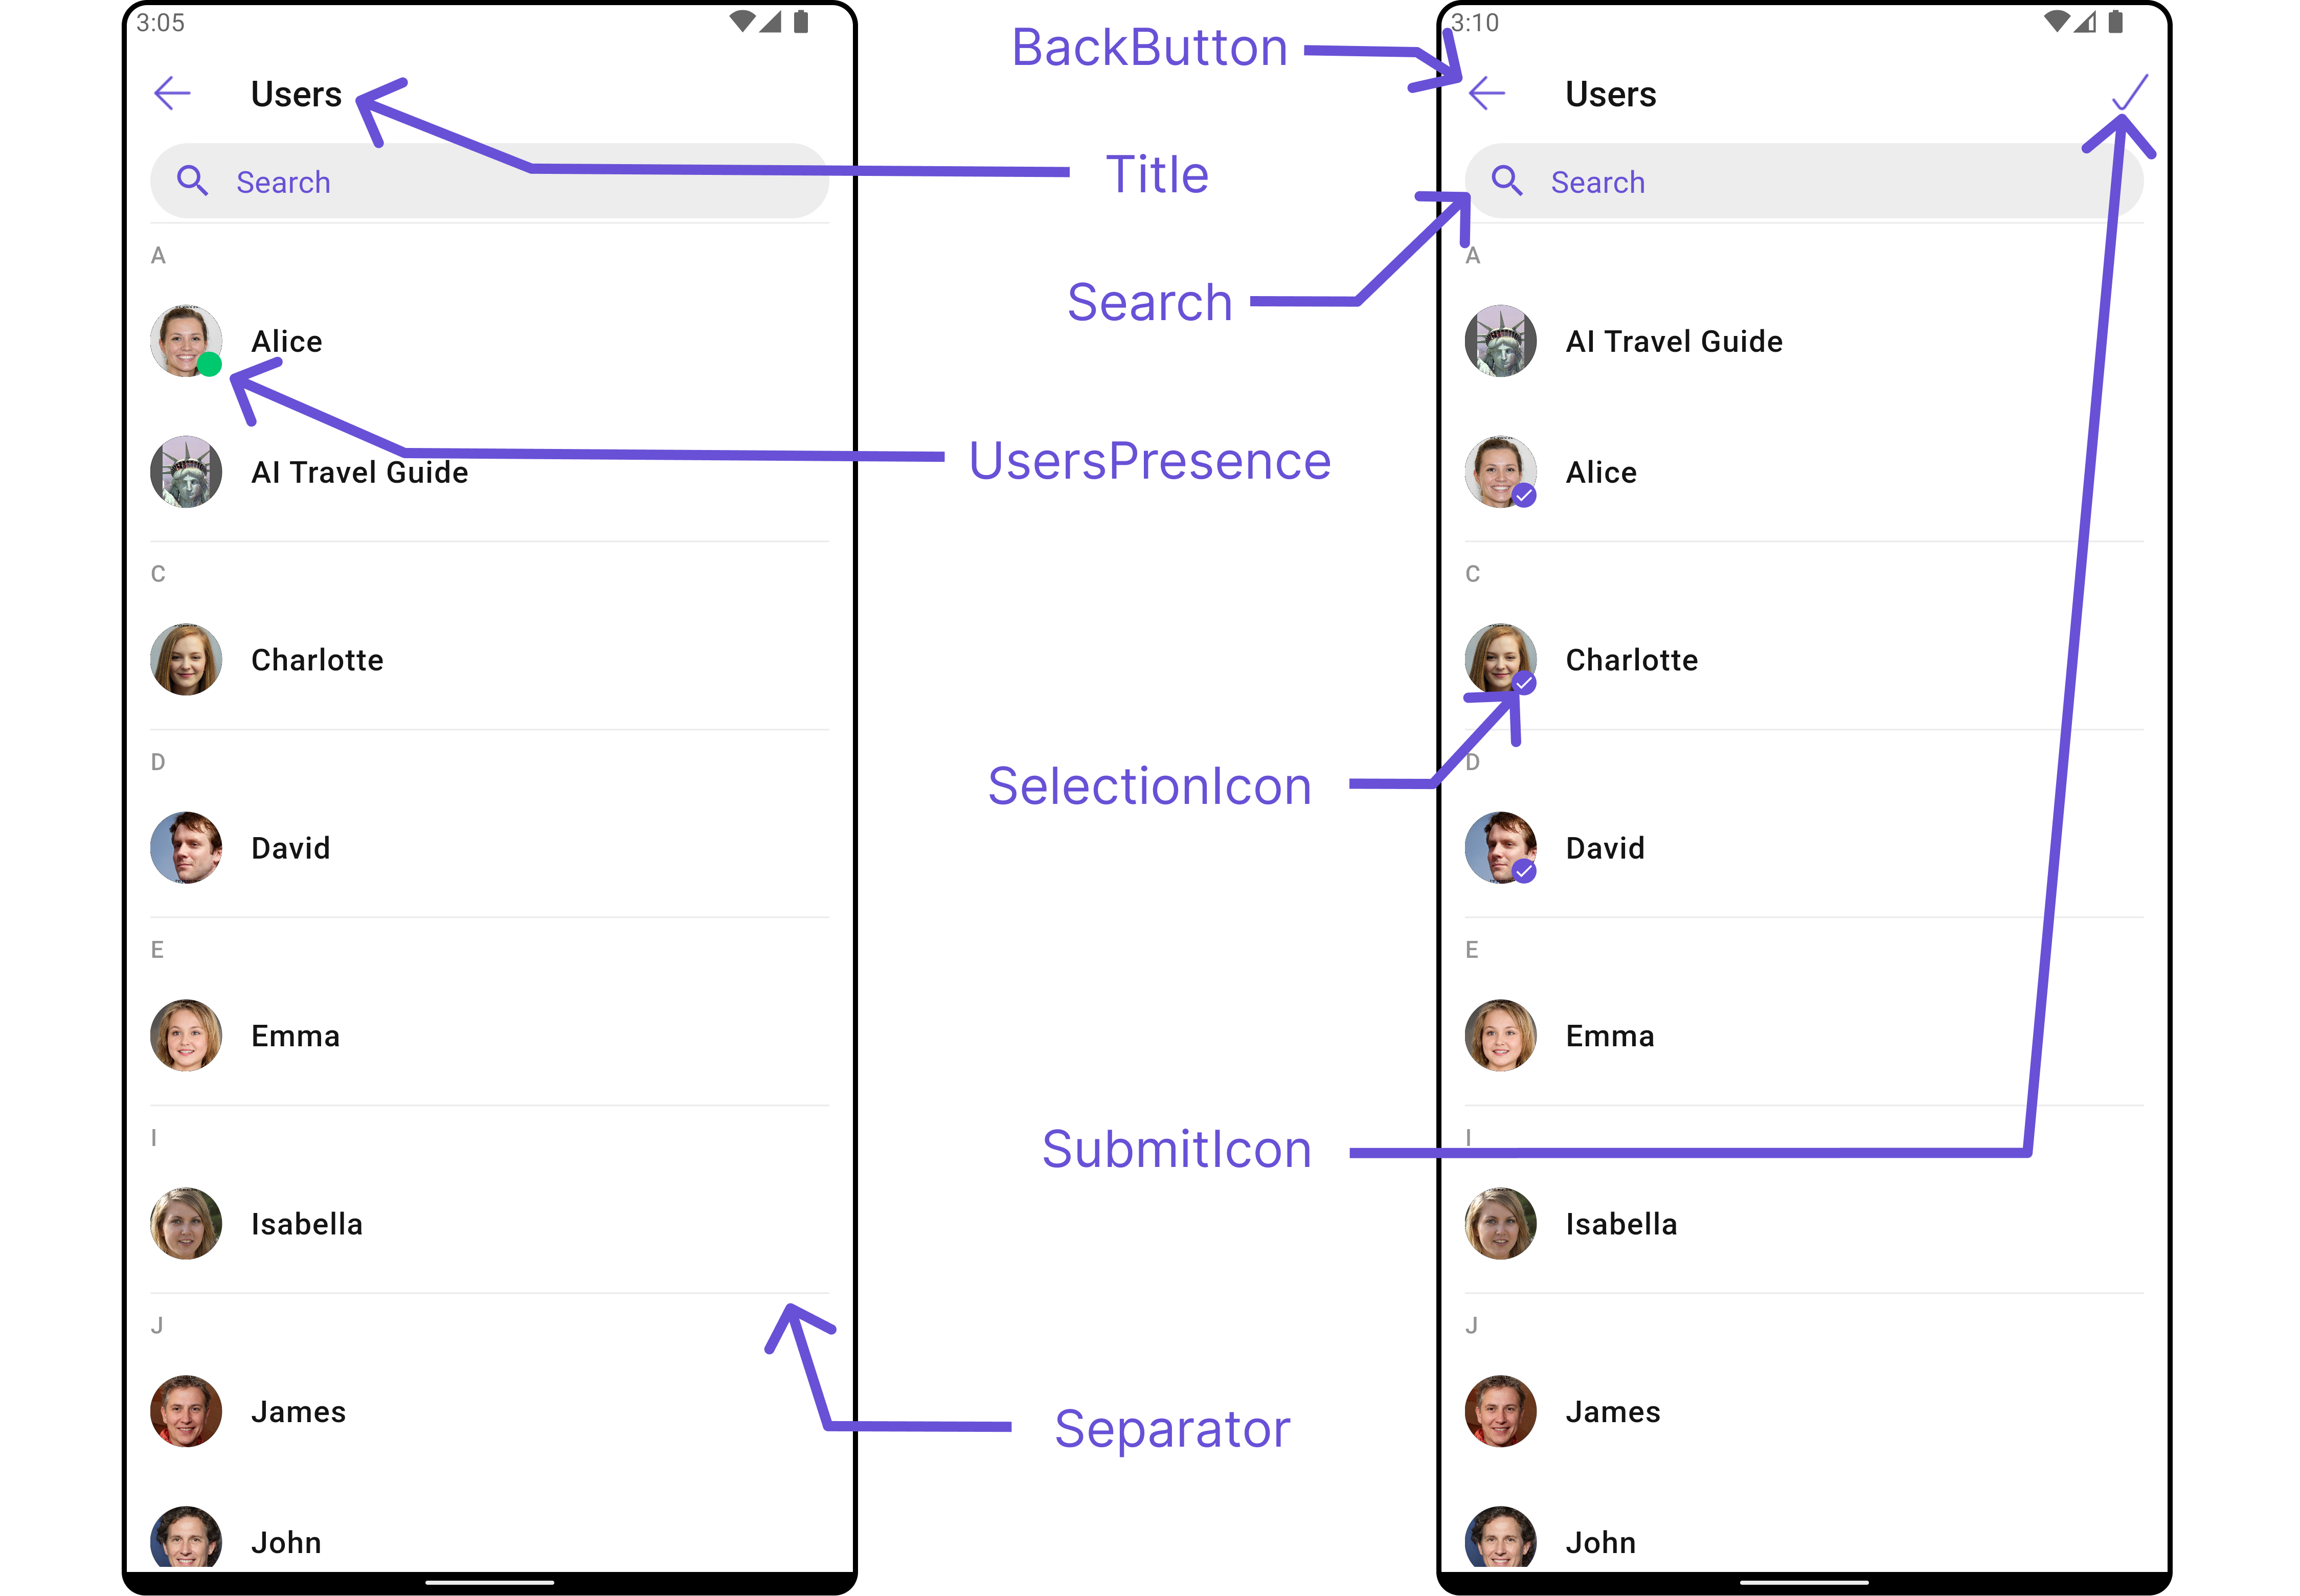 3:05
Users
Search
A
Alice
AI Travel Guide
C
Charlotte
D
David
E
Emma
I
Isabella
J
James
John
BackButton
Title
Search
UsersPresence
SelectionIcon
SubmitIcon
Separator
3:10
Users
Search
A
AI Travel Guide
Alice
C
Charlotte
D
David
E
Emma
I
Isabella
J
James
John